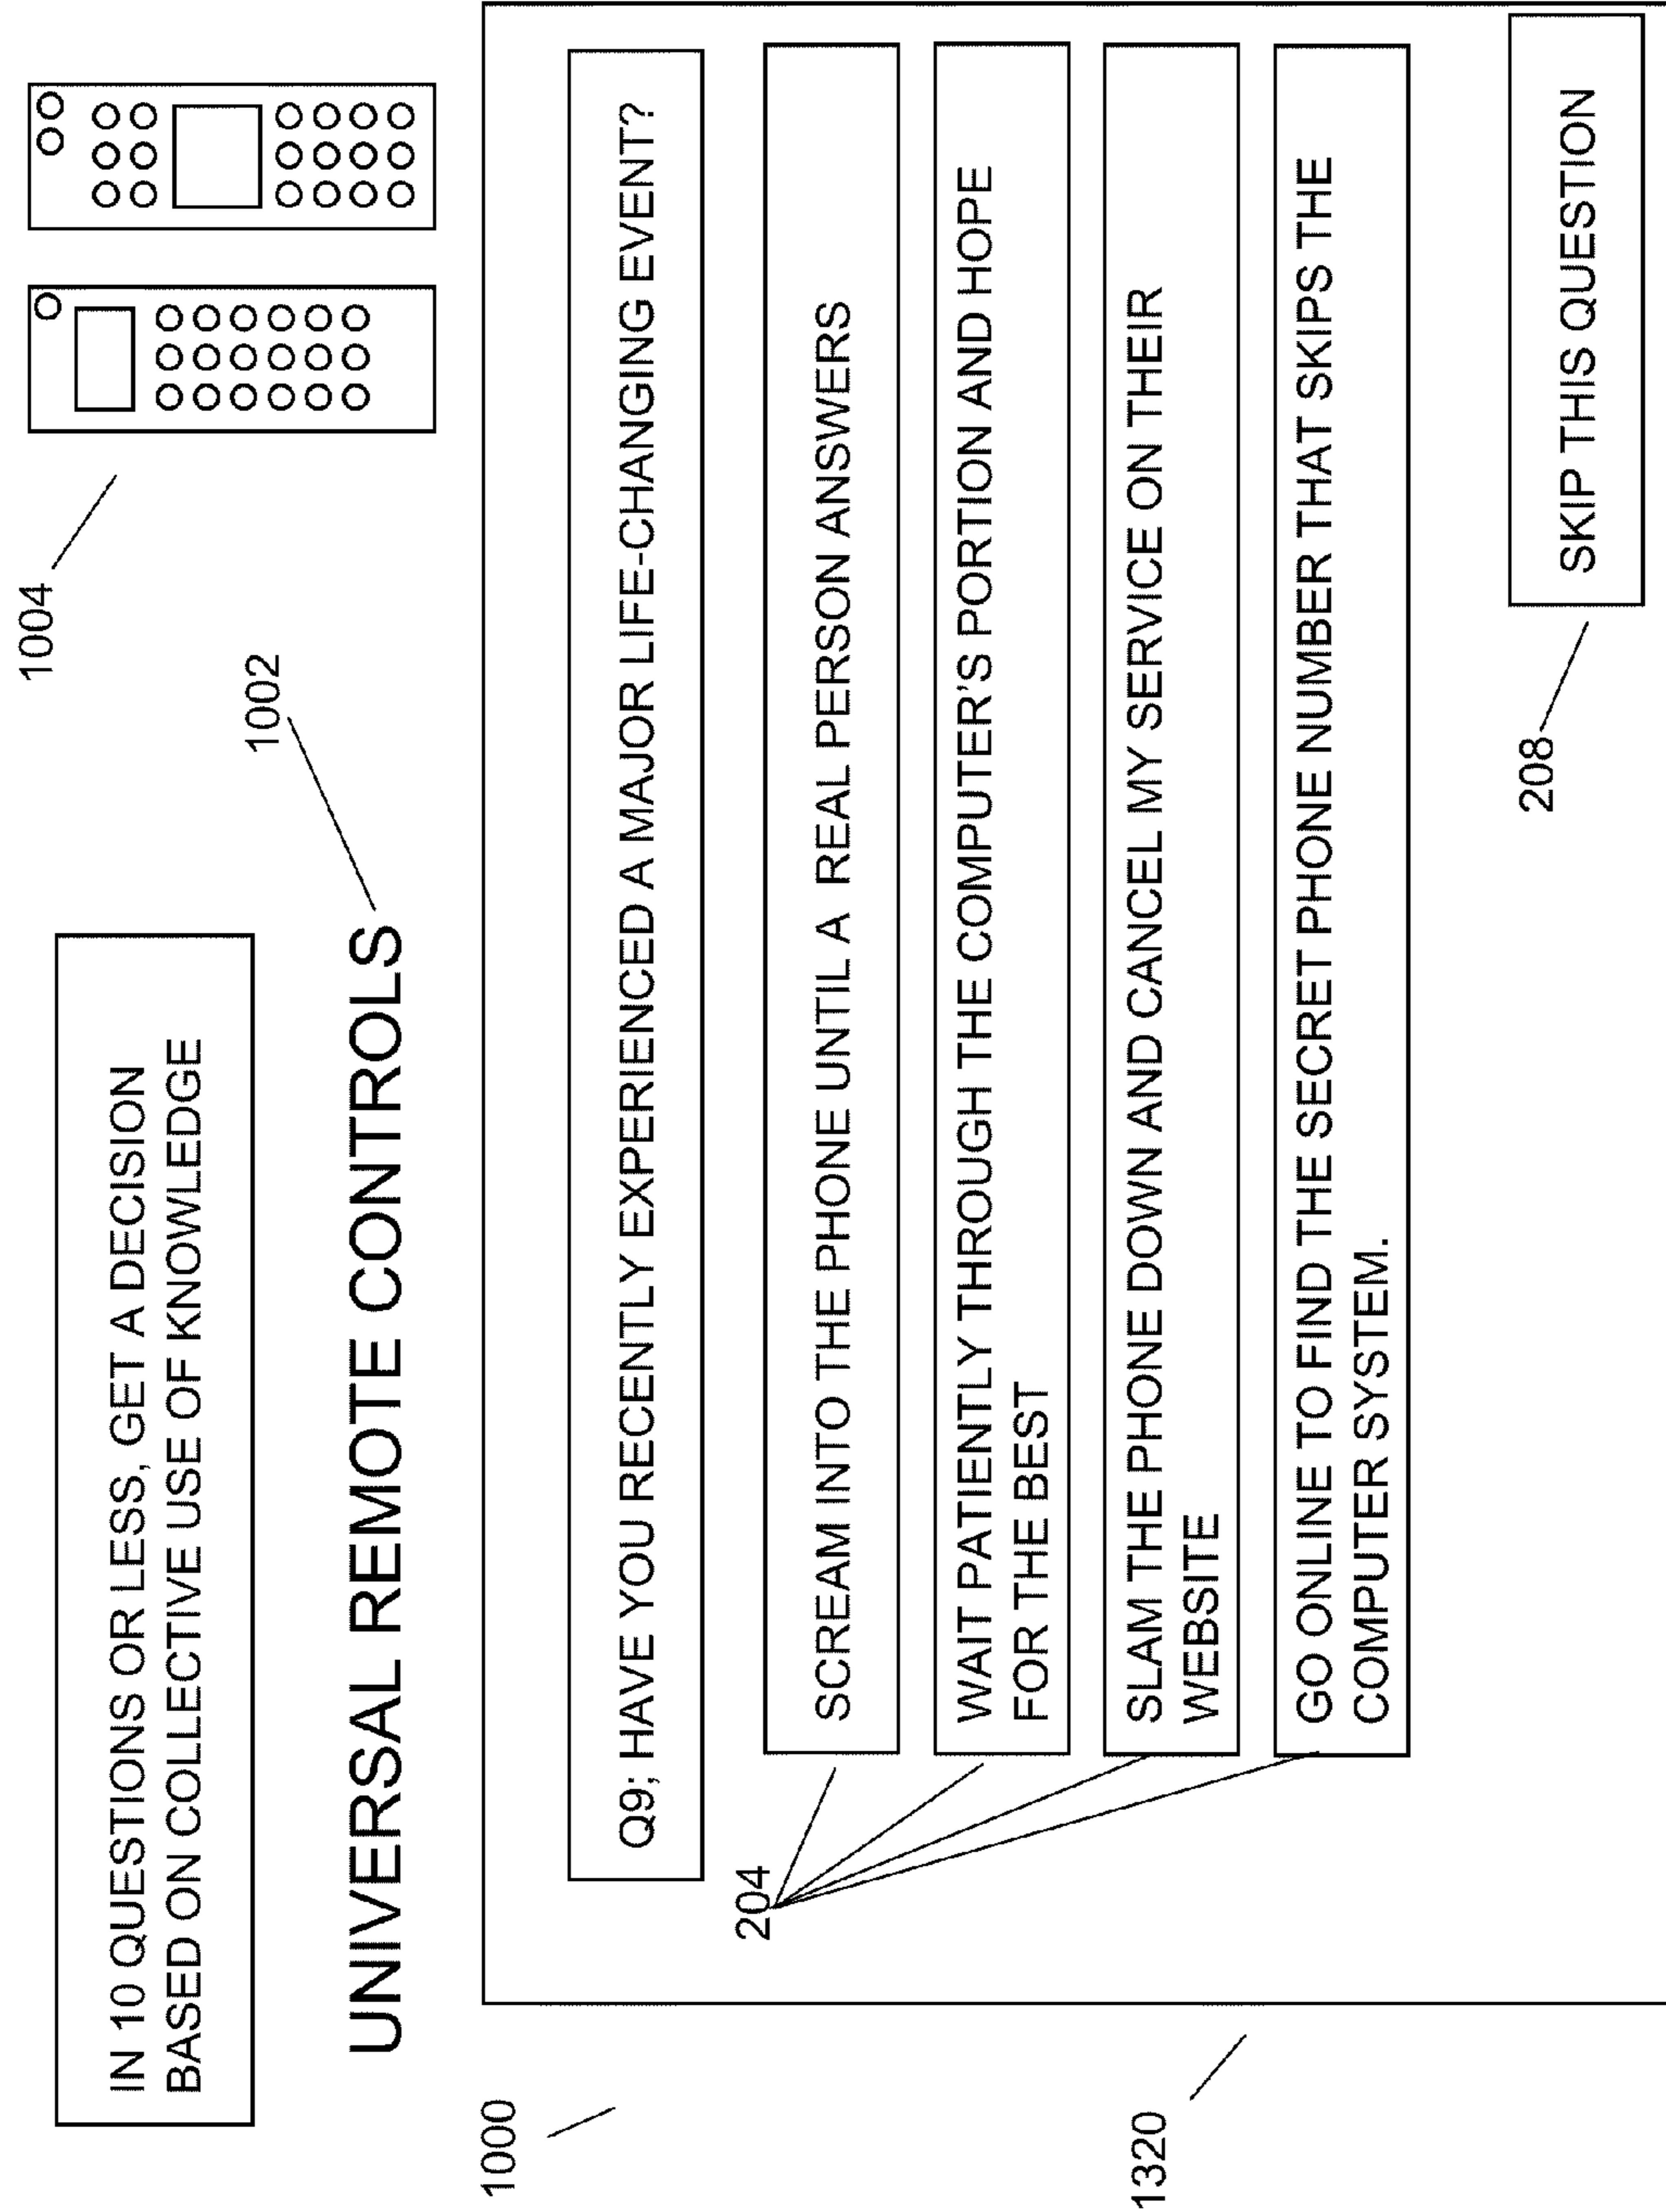 IN 10 QUESTIONS OR LESS, GET A DECISION
BASED ON COLLECTIVE USE OF KNOWLEDGE
1004
UNIVERSAL REMOTE CONTROLS
1002
1000
Q9; HAVE YOU RECENTLY EXPERIENCED A MAJOR LIFE-CHANGING EVENT?
204
SCREAM INTO THE PHONE UNTIL A REAL PERSON ANSWERS
WAIT PATIENTLY THROUGH THE COMPUTER'S PORTION AND HOPE
FOR THE BEST
SLAM THE PHONE DOWN AND CANCEL MY SERVICE ON THEIR
WEBSITE
GO ONLINE TO FIND THE SECRET PHONE NUMBER THAT SKIPS THE
COMPUTER SYSTEM.
1320
208
SKIP THIS QUESTION